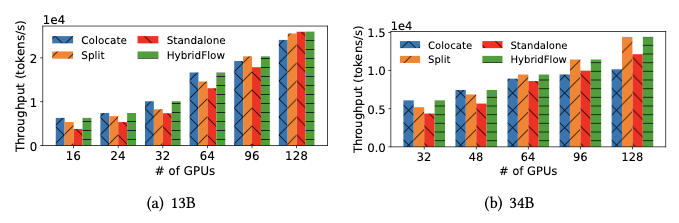 1e4
Throughput (tokens/s)
2
1
0
Colocate
Split
Standalone
HybridFlow
16 24 32 64 96 128
# of GPUs
(a) 13B
1e4
Throughput (tokens/s)
1.5
1.0
0.5
0.0
Colocate
Split
Standalone
HybridFlow
32 48 64 96 128
# of GPUs
(b) 34B